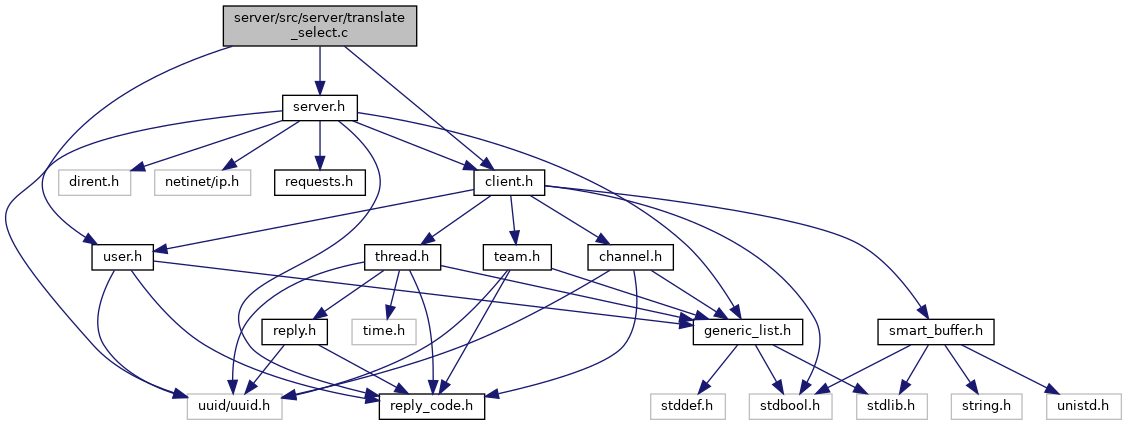 server/src/server/translate
_select.c
server.h
dirent.h
netinet/ip.h
requests.h
client.h
user.h
thread.h
team.h
channel.h
reply.h
time.h
generic_list.h
smart_buffer.h
uuid/uuid.h
reply_code.h
stddef.h
stdbool.h
stdlib.h
string.h
unistd.h